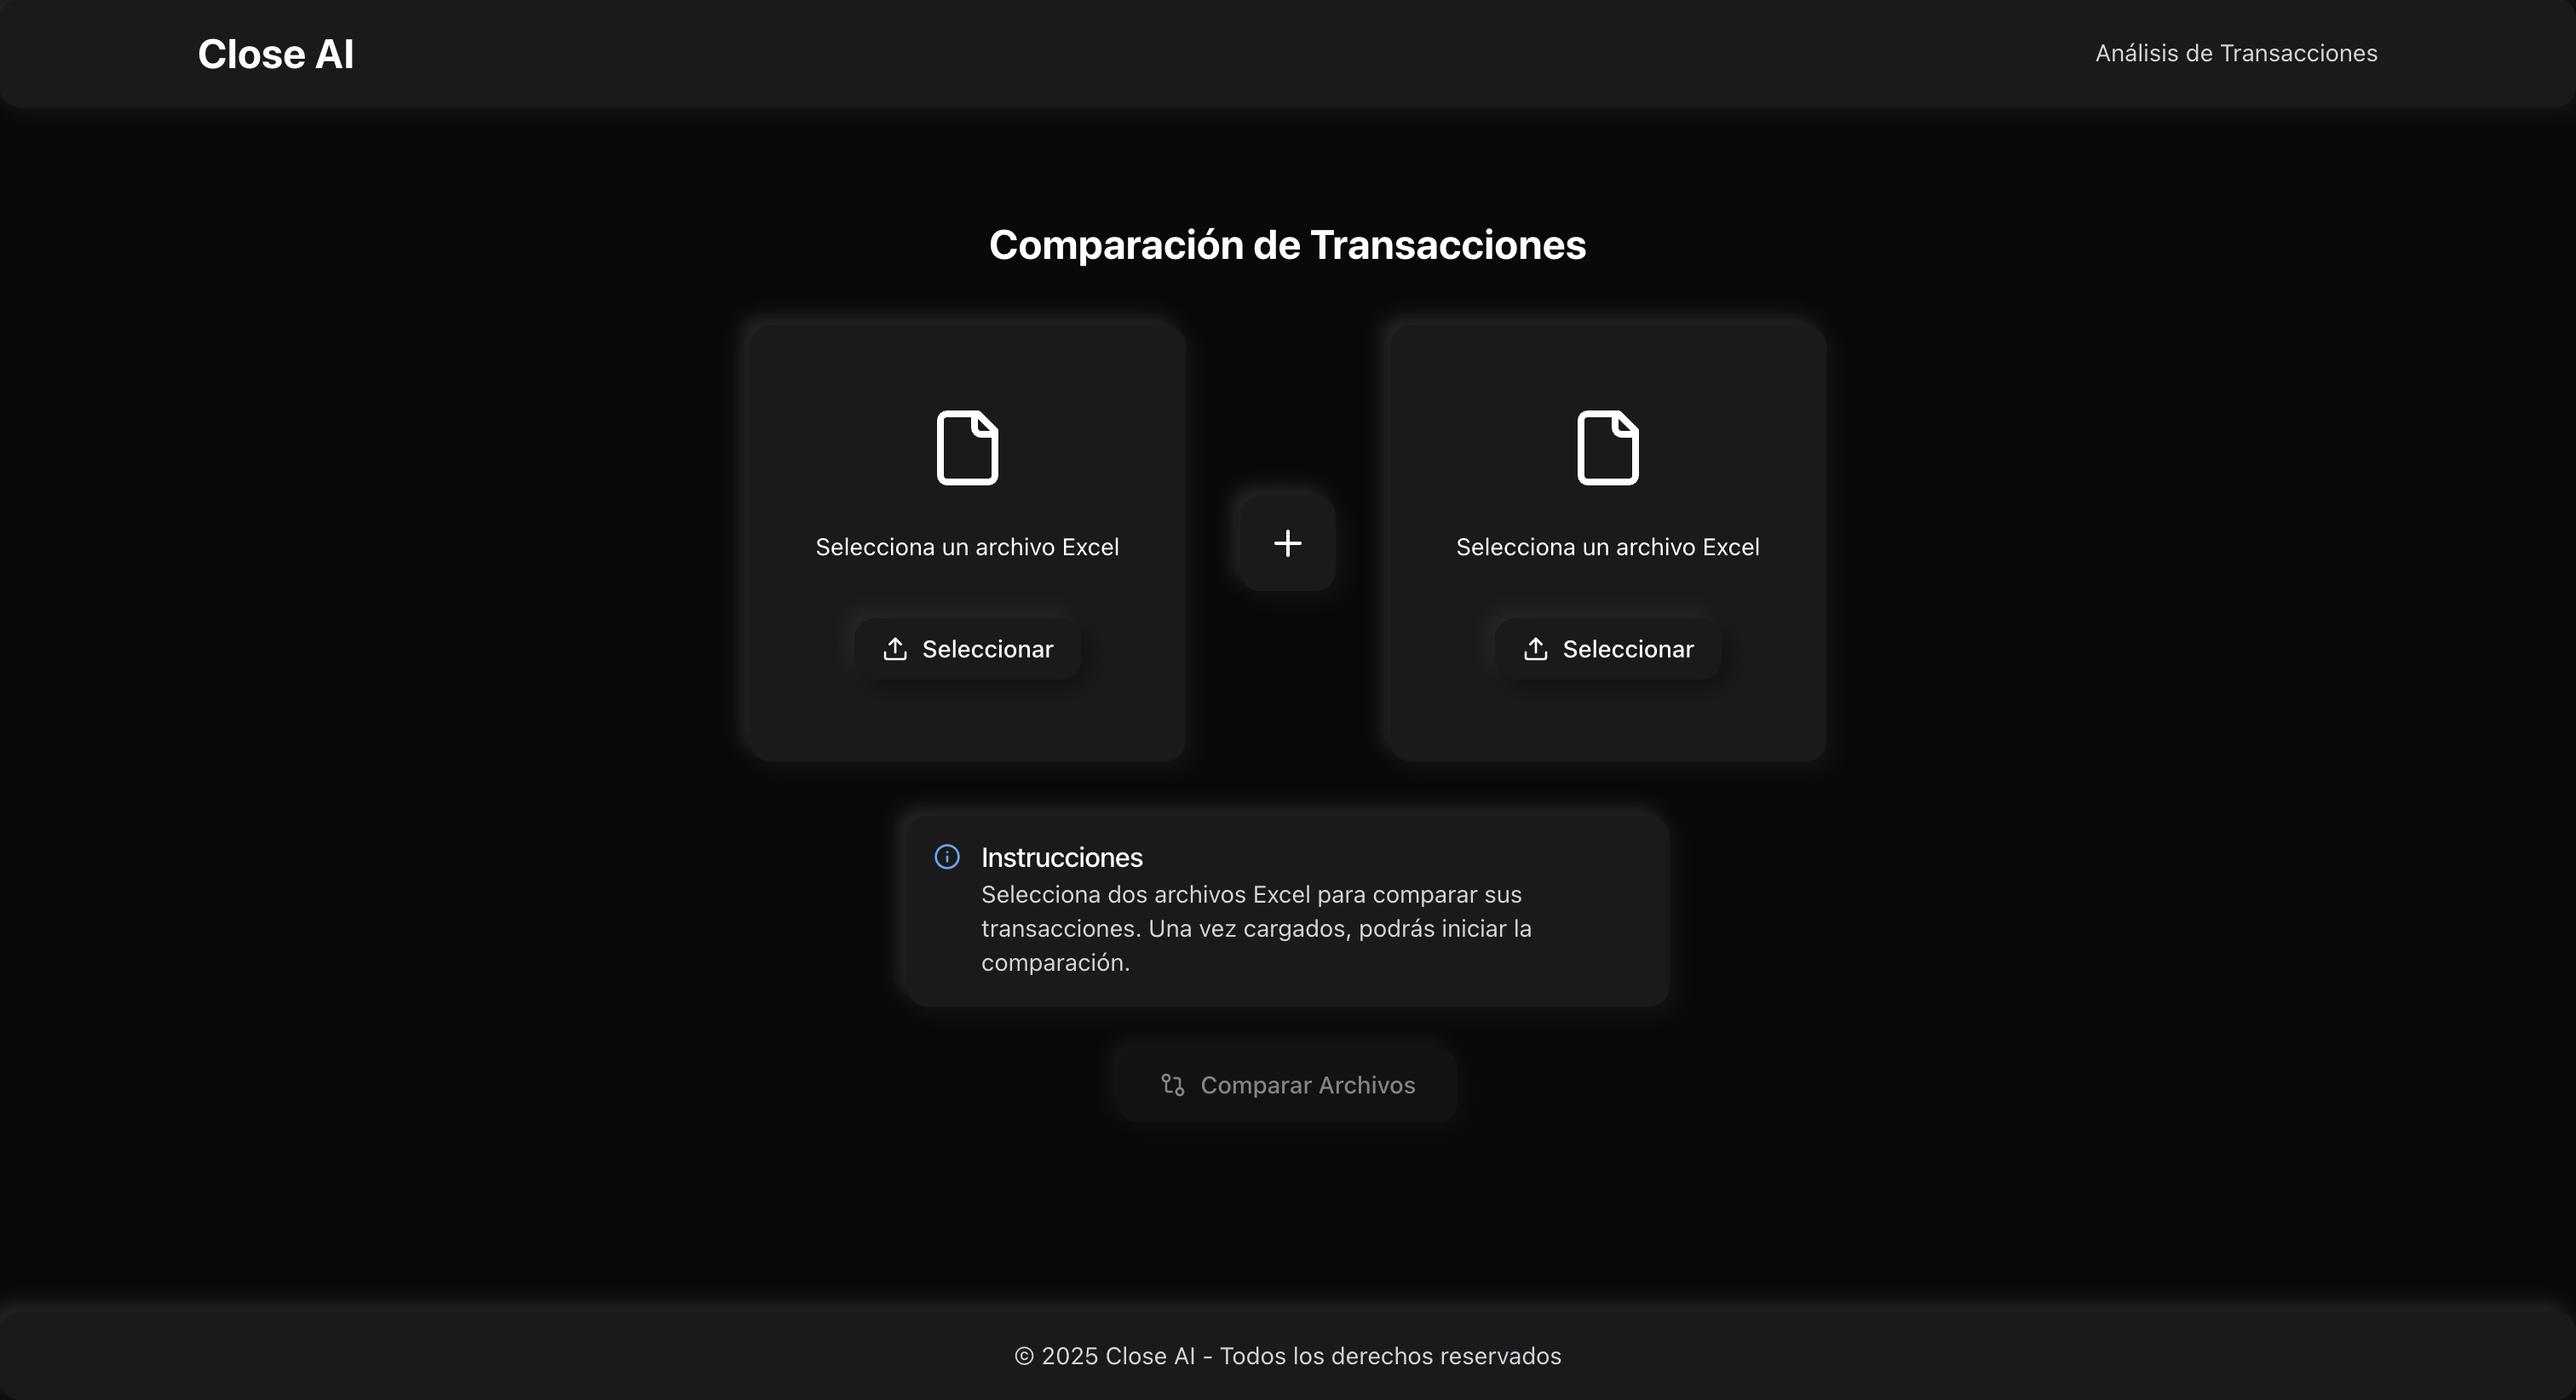 Close AI
Análisis de Transacciones
Comparación de Transacciones
Selecciona un archivo Excel
Seleccionar
Selecciona un archivo Excel
Seleccionar
Instrucciones
Selecciona dos archivos Excel para comparar sus
transacciones. Una vez cargados, podrás iniciar la
comparación.
Comparar Archivos
© 2025 Close AI - Todos los derechos reservados